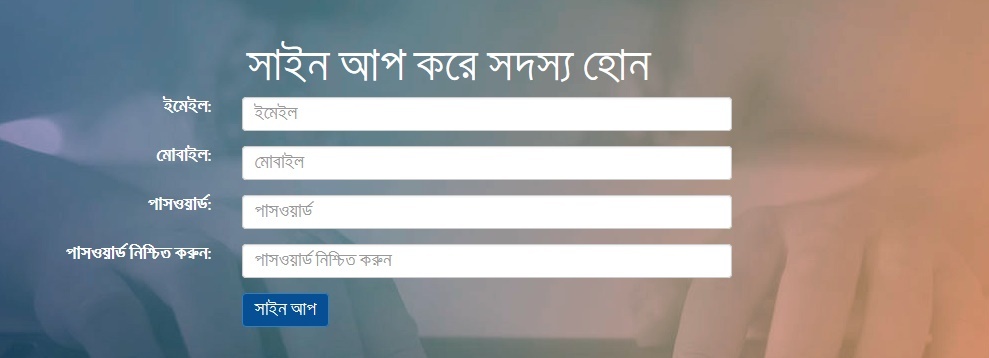 সাইন আপ করে সদস্য হোন
ইমেইল: ইমেইল
মোবাইল: মোবাইল
পাসওয়ার্ড: পাসওয়ার্ড
পাসওয়ার্ড নিশ্চিত করুন: পাসওয়ার্ড নিশ্চিত করুন
সাইন আপ